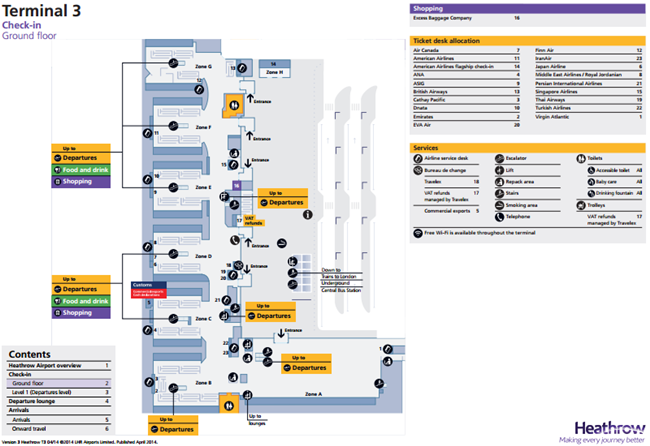 Terminal 3
Check-in
Ground floor
Zone G
Zone H
16
13
Entrance
Zone F
11
Entrance
15
Up to
Departures
Food and drink
Shopping
10
Zone E
9
16
Up to
Departures
17
VAT
refunds
8
7
Entrance
Zone D
6
18
19
20
Entrance
Down to
Trains to London
Underground
Central Bus Station
Up to
Departures
Food and drink
Shopping
Customs
5
21
Up to
Departures
Zone C
4
Entrance
22
23
Up to
Departures
1
3
2
Zone B
Zone A
Up to
Departures
Up to
lounges
Contents
Heathrow Airport overview 1
Check-in
Ground floor 2
Level 1 (Departures level) 3
Departure lounge 4
Arrivals
Arrivals 5
Onward travel 6
Version 8 Heathrow T3 04/14 ©2014 LHR Airports Limited. Published April 2014.
Shopping
Excess Baggage Company 16
Ticket desk allocation
Air Canada 7
American Airlines 11
American Airlines flagship check-in 14
ANA 4
ASIG 9
British Airways 13
Cathay Pacific 3
Dnata 10
Emirates 2
EVA Air 20
Finn Air 12
IranAir 23
Japan Airline 6
Middle East Airlines / Royal Jordanian 8
Persian International Airlines 21
Singapore Airlines 15
Thai Airways 19
Turkish Airlines 22
Virgin Atlantic 1
Services
Airline service desk
Bureau de change
Travelex 18
VAT refunds 17
managed by Travelex
Commercial exports 5
Escalator
Lift
Repack area
Stairs
Smoking area
Telephone
Toilets
Accessible toilet All
Baby care All
Drinking fountain All
Trolleys
VAT refunds 17
managed by Travelex
Free Wi-Fi is available throughout the terminal
Heathrow
Making every journey better